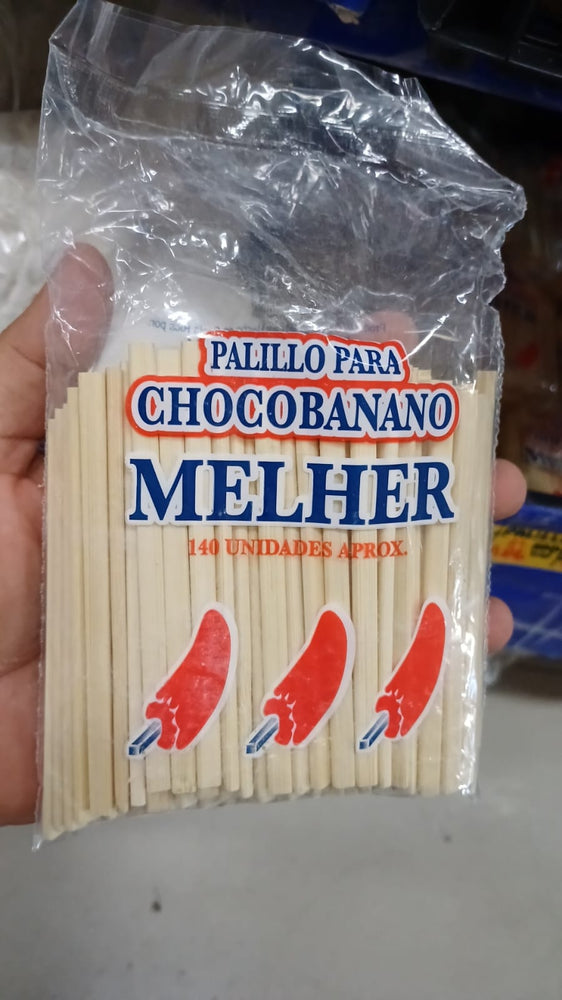 PALILLO PARA
CHOCOBANANO
MELHER
140 UNIDADES APROX.